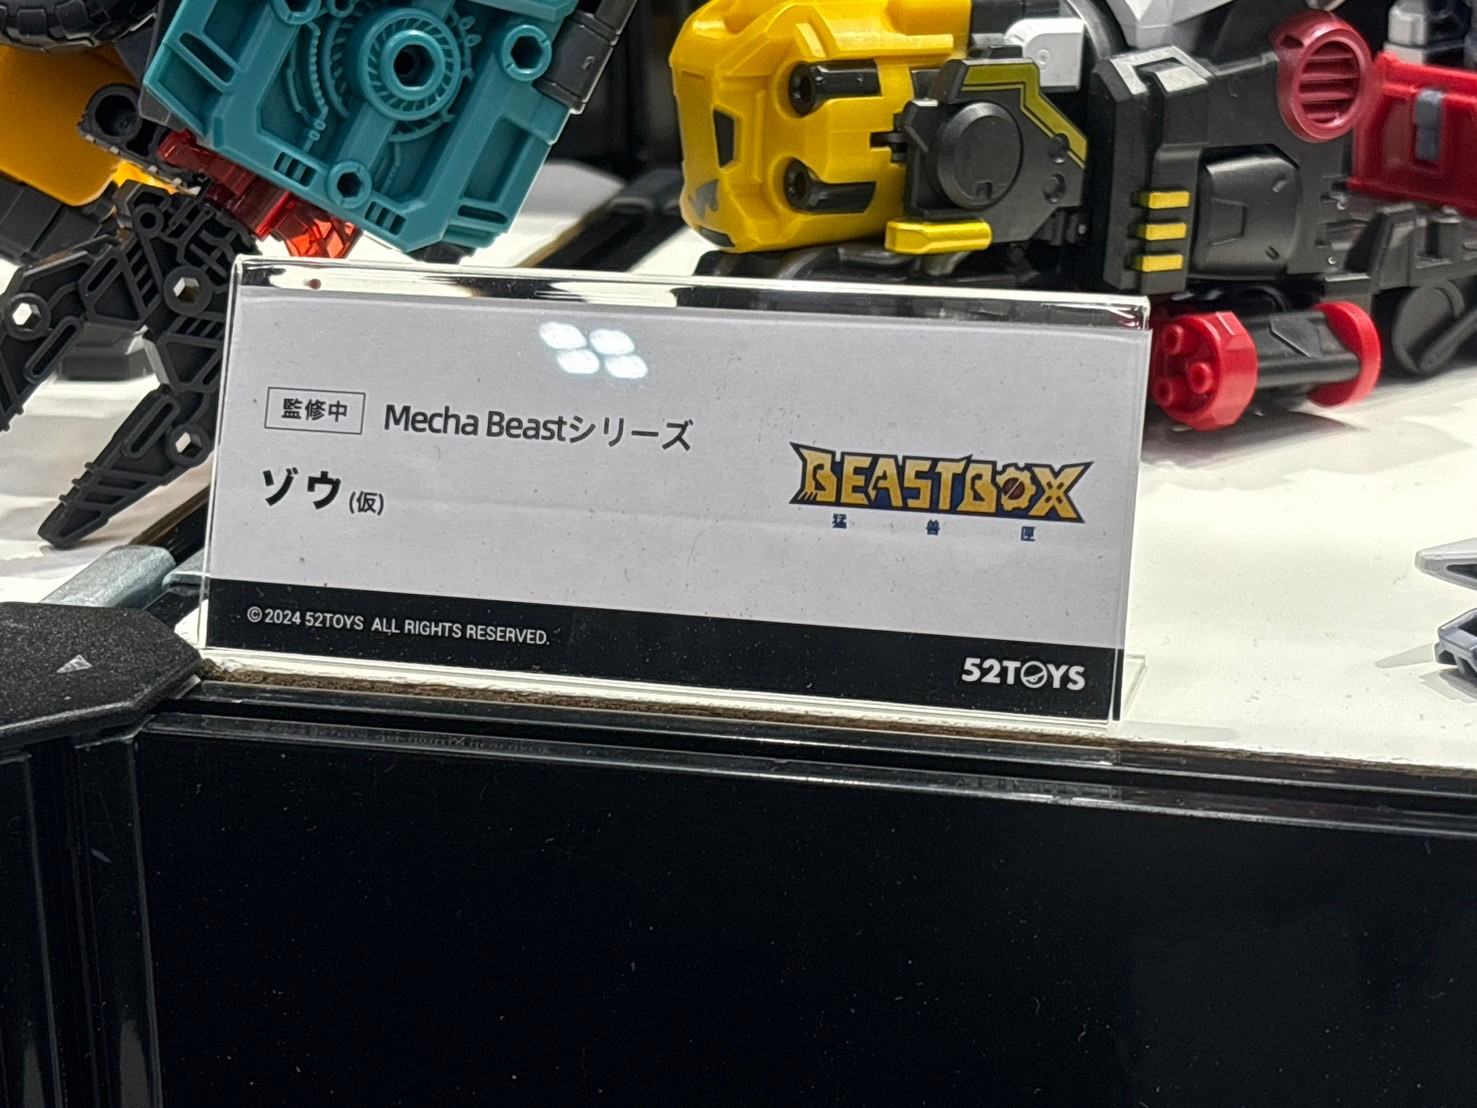 監修中 Mecha Beastシリーズ
ゾウ(仮)
BEASTBOX
猛 兽 匣
©2024 52TOYS ALL RIGHTS RESERVED.
52TOYS